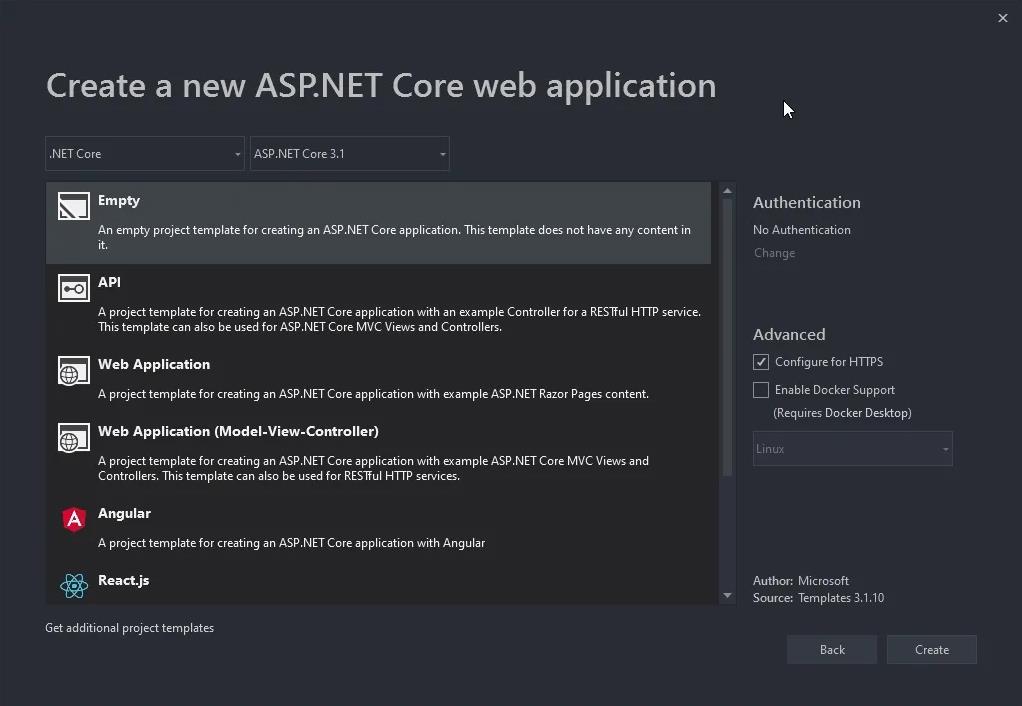 Create a new ASP.NET Core web application
.NET Core
ASP.NET Core 3.1
Empty
An empty project template for creating an ASP.NET Core application. This template does not have any content in
it.
API
A project template for creating an ASP.NET Core application with an example Controller for a RESTful HTTP service.
This template can also be used for ASP.NET Core MVC Views and Controllers.
Web Application
A project template for creating an ASP.NET Core application with example ASP.NET Razor Pages content.
Web Application (Model-View-Controller)
A project template for creating an ASP.NET Core application with example ASP.NET Core MVC Views and
Controllers. This template can also be used for RESTful HTTP services.
Angular
A project template for creating an ASP.NET Core application with Angular
React.js
Get additional project templates
Authentication
No Authentication
Change
Advanced
Configure for HTTPS
Enable Docker Support
(Requires Docker Desktop)
Linux
Author: Microsoft
Source: Templates 3.1.10
Back
Create